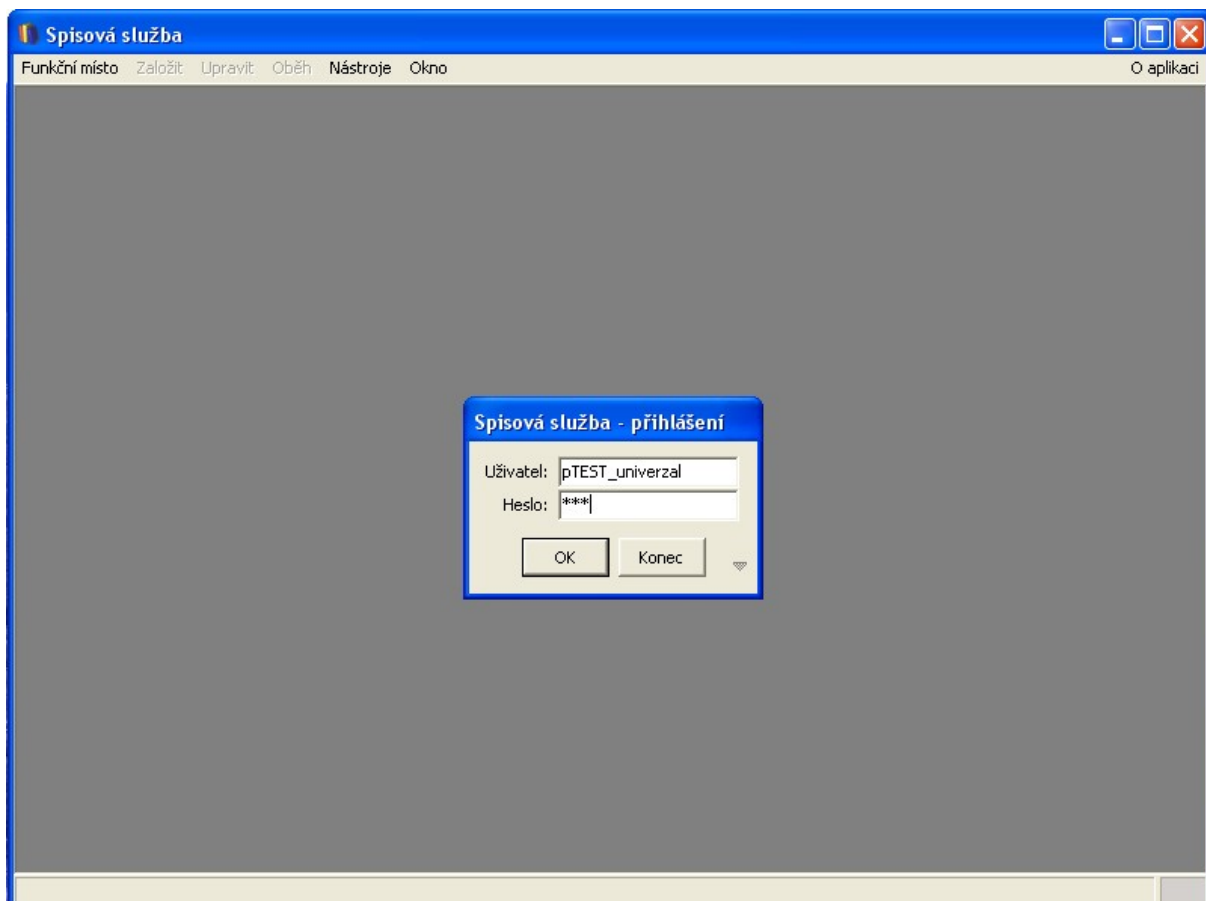 Spisová služba
Funkční místo Založit Upravit Oběh Nástroje Okno O aplikaci
Spisová služba - přihlášení
Uživatel: pTEST_univerzal
Heslo: ***
OK Konec